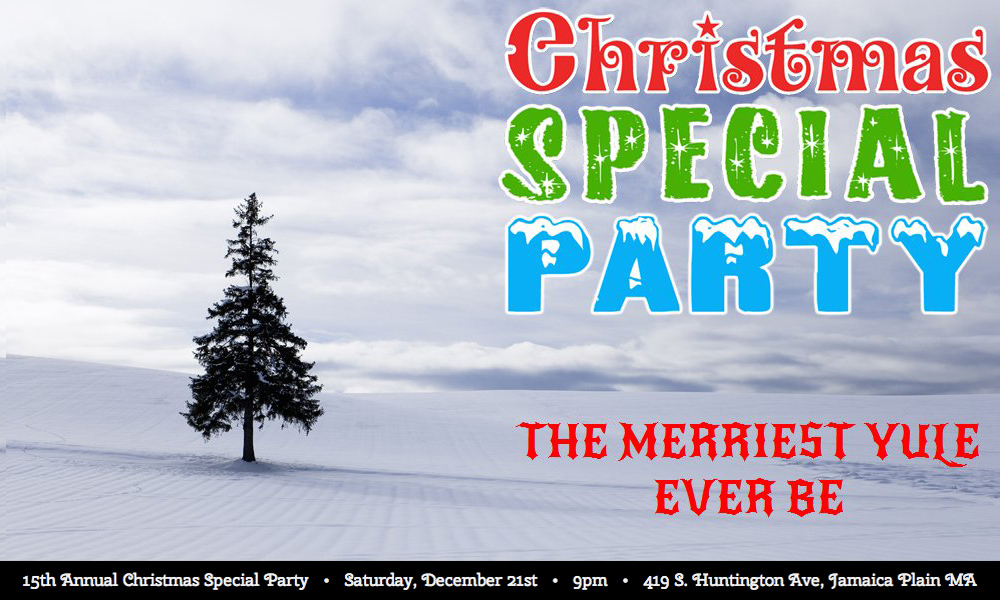 Christmas
SPECIAL
PARTY
THE MERRIEST YULE
EVER BE
15th Annual Christmas Special Party • Saturday, December 21st • 9pm • 419 S. Huntington Ave, Jamaica Plain MA